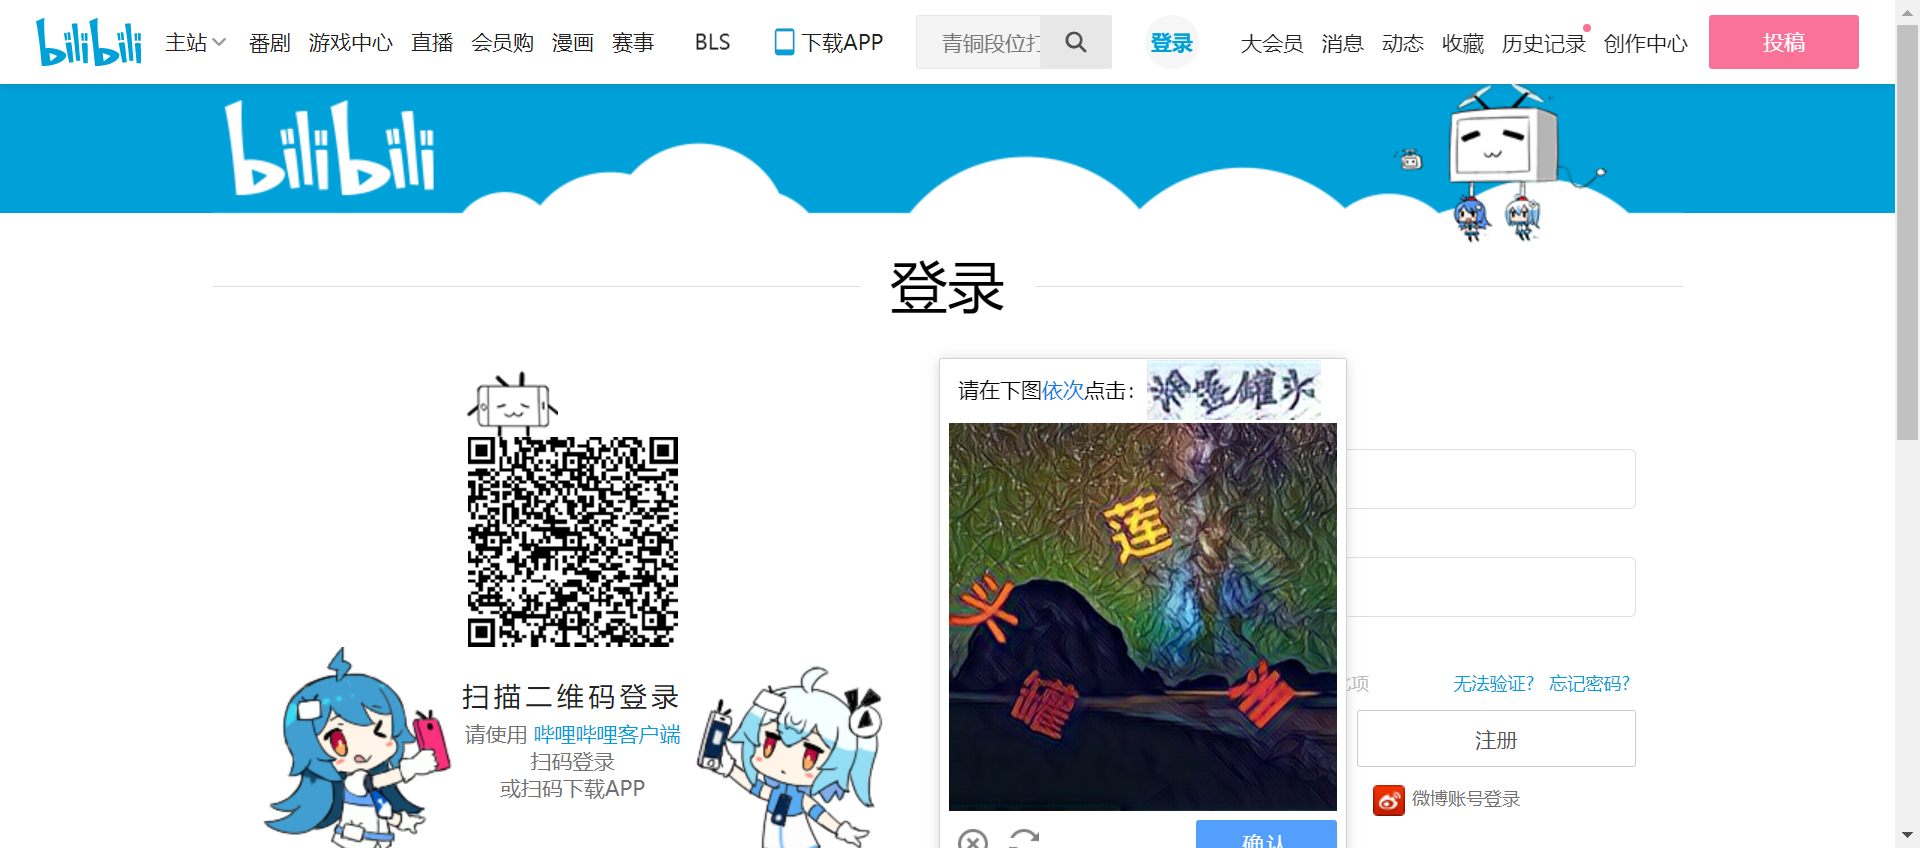 bilibili 主站 番剧 游戏中心 直播 会员购 漫画 赛事 BLS 下载APP 青铜段位扫 登录 大会员 消息 动态 收藏 历史记录 创作中心 投稿
bilibili
登录
请在下图依次点击：莲罐头
莲
头
罐
扫描二维码登录
请使用 哔哩哔哩客户端
扫码登录
或扫码下载APP
确认
此项 无法验证? 忘记密码?
注册
微博账号登录